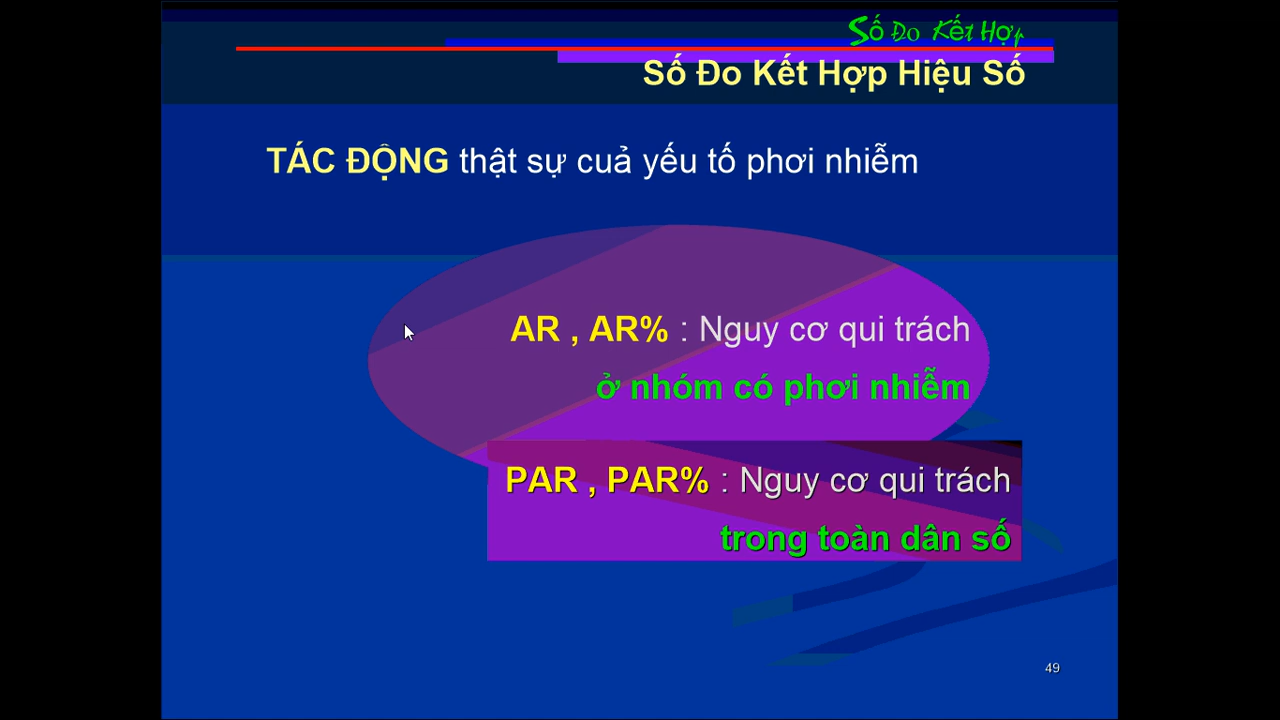 Số Đo Kết Hợp
Số Đo Kết Hợp Hiệu Số
TÁC ĐỘNG thật sự cuả yếu tố phơi nhiễm
AR , AR% : Nguy cơ qui trách
ở nhóm có phơi nhiễm
PAR , PAR% : Nguy cơ qui trách
trong toàn dân số
49